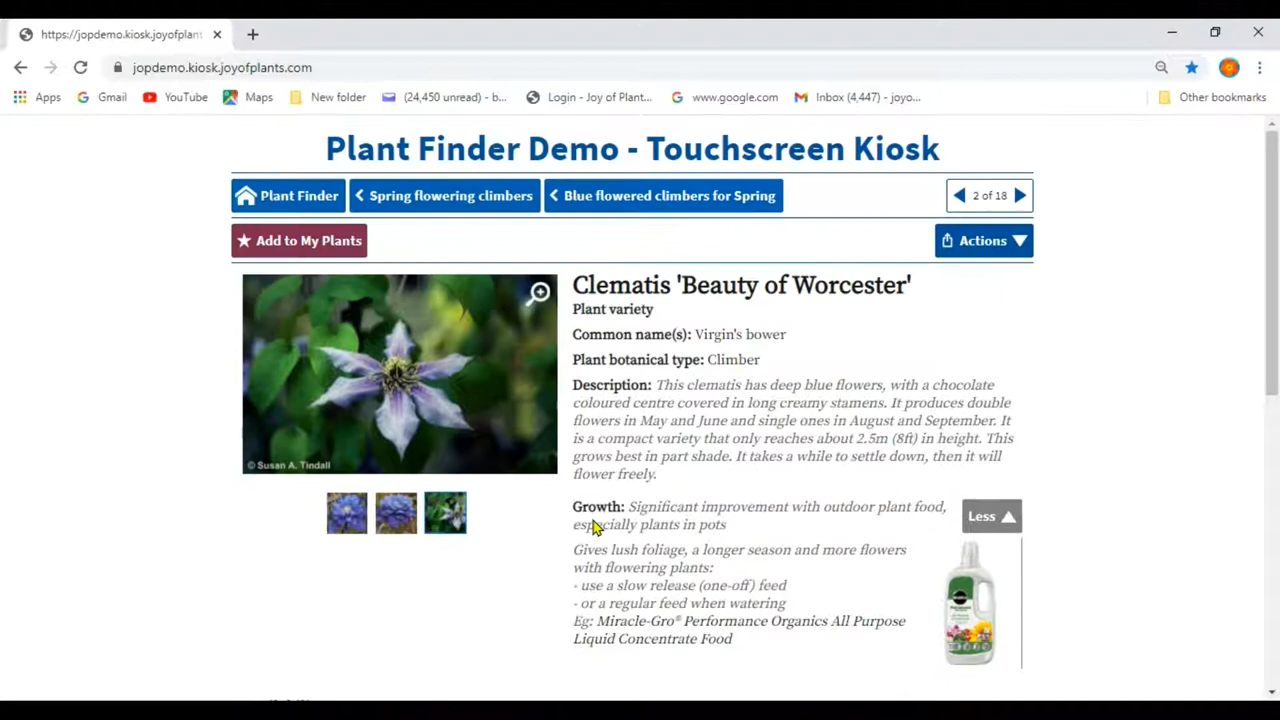 https://jopdemo.kiosk.joyofplant
jopdemo.kiosk.joyofplants.com
Apps Gmail YouTube Maps New folder (24,450 unread) - b... Login - Joy of Plant... www.google.com Inbox (4,447) - joyo... Other bookmarks
Plant Finder Demo - Touchscreen Kiosk
Plant Finder Spring flowering climbers Blue flowered climbers for Spring 2 of 18
Add to My Plants Actions
Clematis 'Beauty of Worcester'
Plant variety
Common name(s): Virgin's bower
Plant botanical type: Climber
Description: This clematis has deep blue flowers, with a chocolate
coloured centre covered in long creamy stamens. It produces double
flowers in May and June and single ones in August and September. It
is a compact variety that only reaches about 2.5m (8ft) in height. This
grows best in part shade. It takes a while to settle down, then it will
flower freely.
© Susan A. Tindall
Growth: Significant improvement with outdoor plant food,
especially plants in pots
Less
Gives lush foliage, a longer season and more flowers
with flowering plants:
- use a slow release (one-off) feed
- or a regular feed when watering
Eg: Miracle-Gro® Performance Organics All Purpose
Liquid Concentrate Food